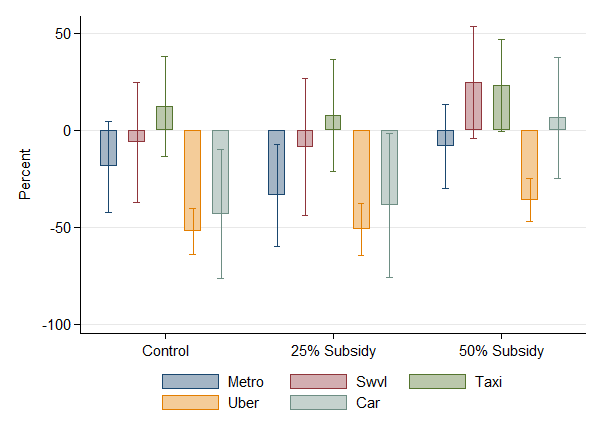 50
0
-50
-100
Percent
Control 25% Subsidy 50% Subsidy
Metro Swvl Taxi
Uber Car